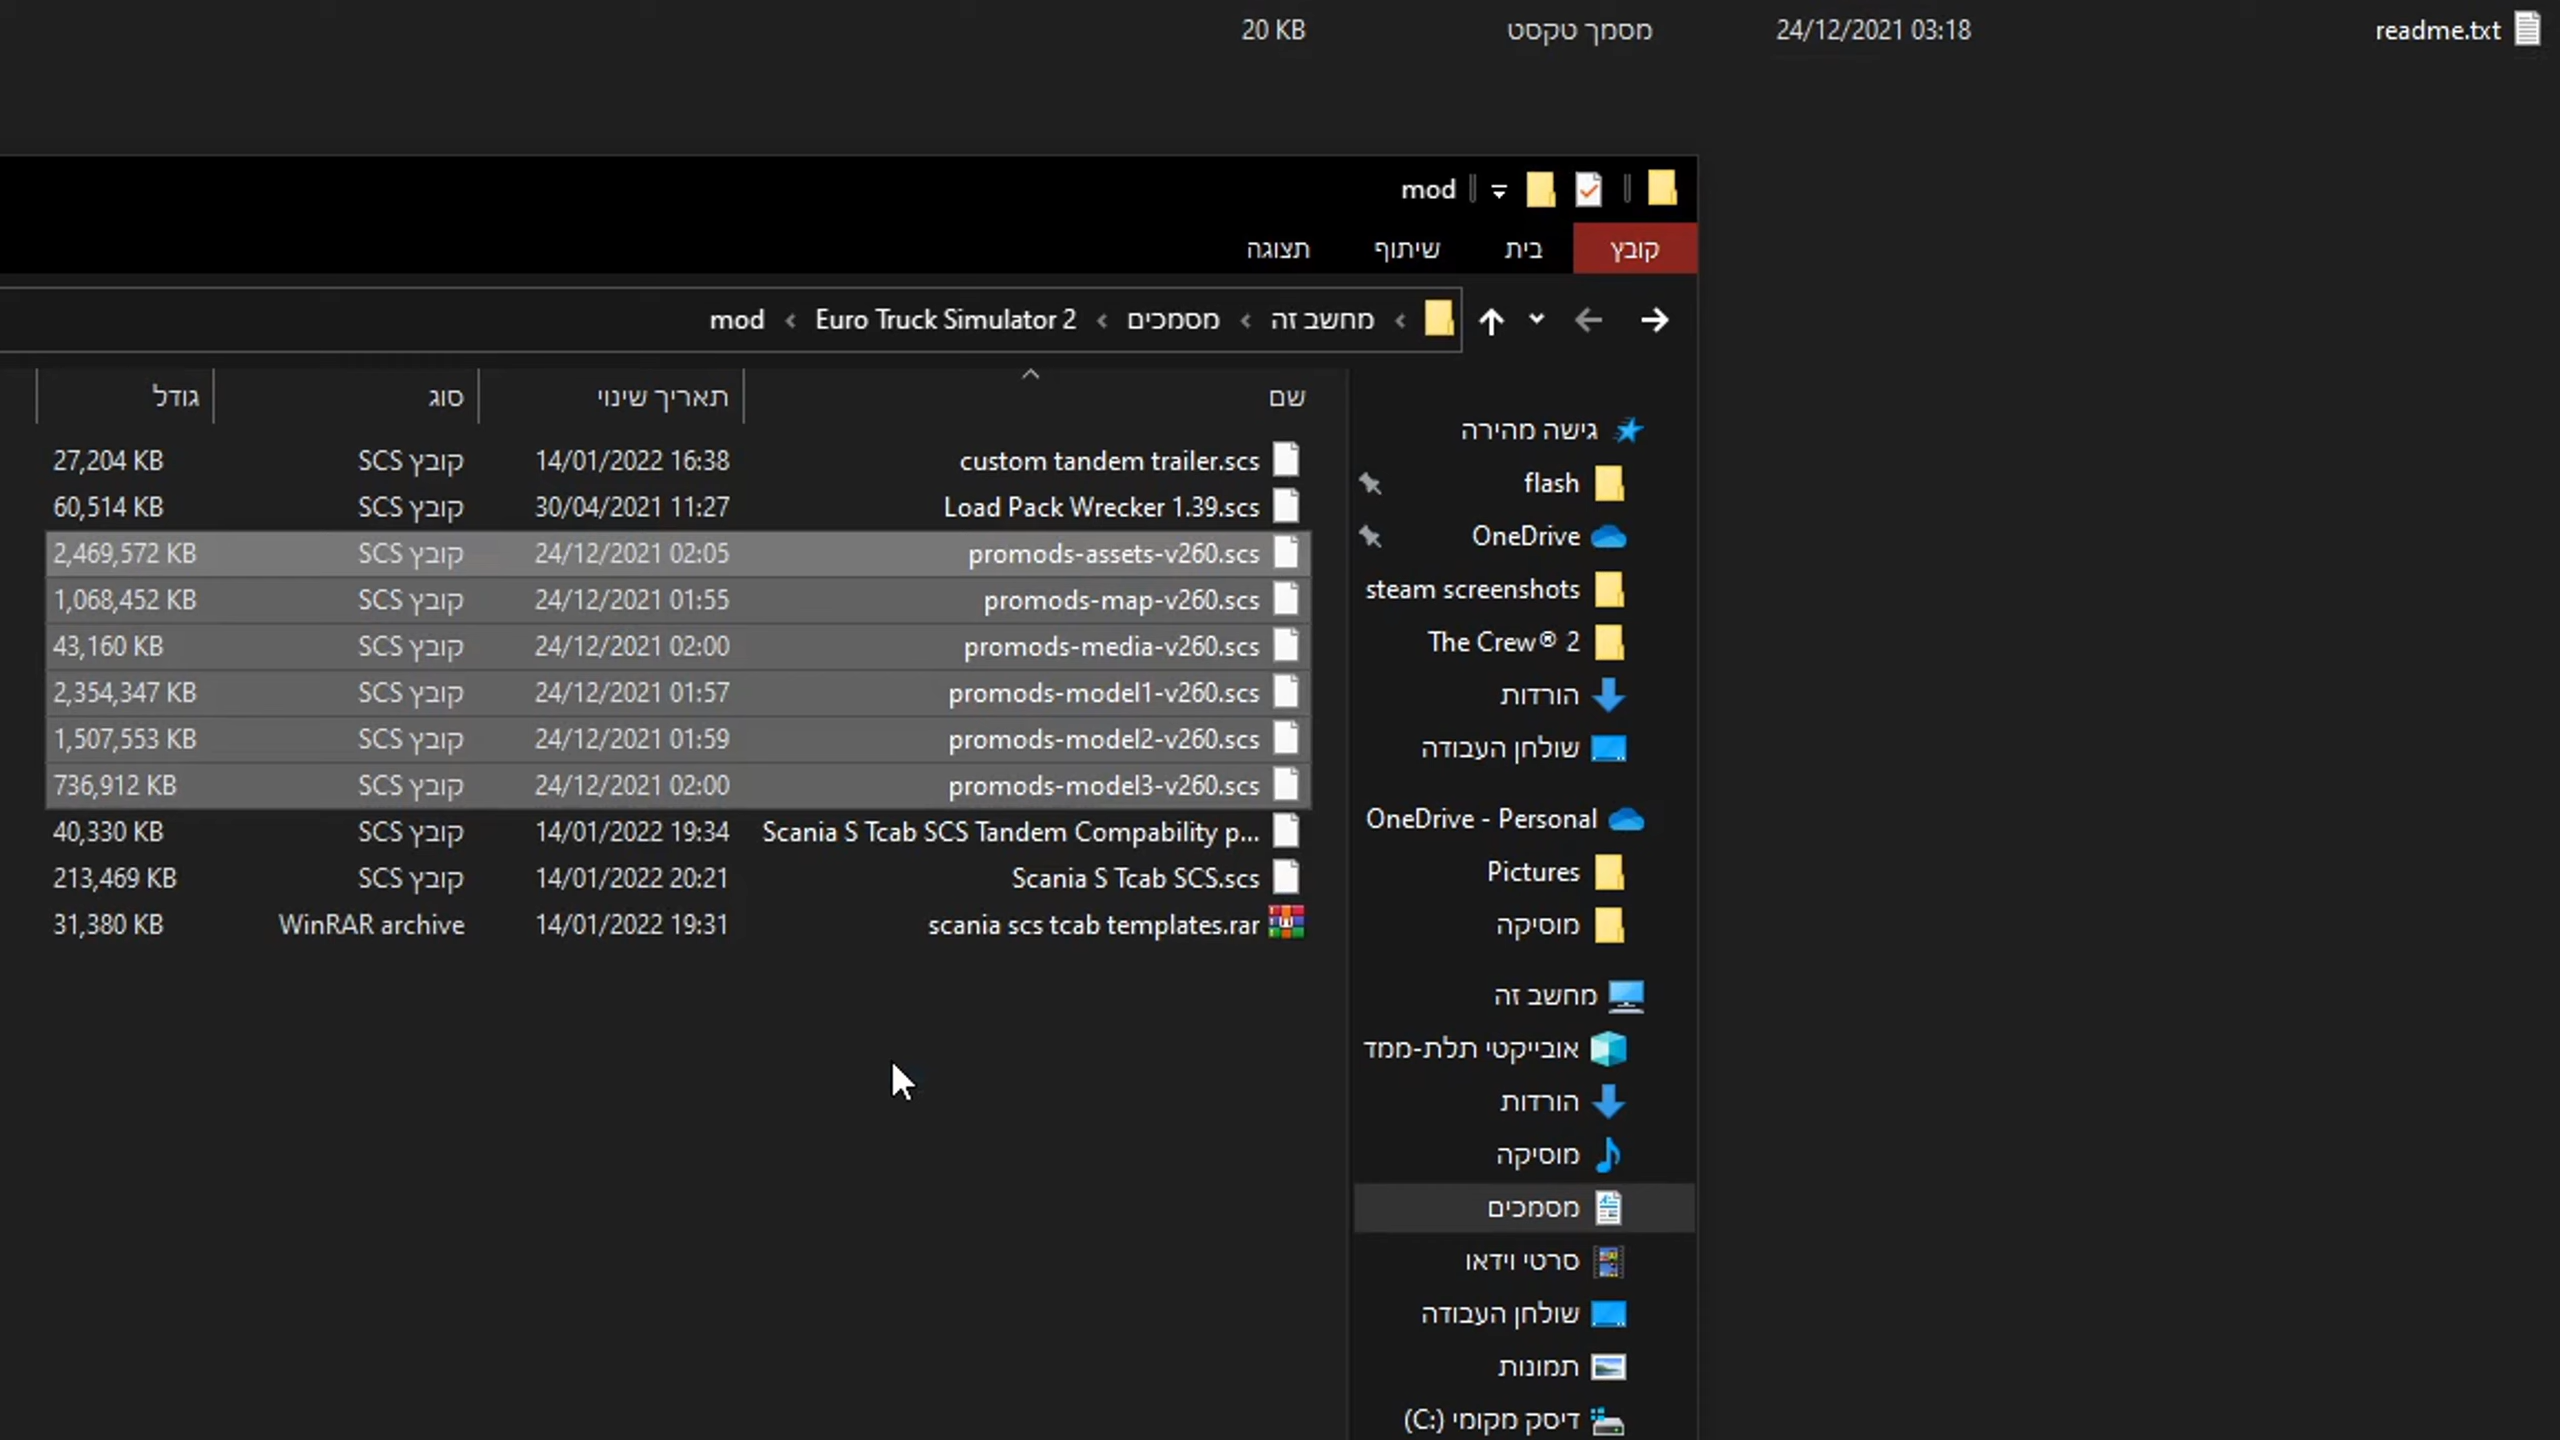 readme.txt 24/12/2021 03:18 מסמך טקסט 20 KB
mod
קובץ בית שיתוף תצוגה
מחשב זה › מסמכים › Euro Truck Simulator 2 › mod
שם תאריך שינוי סוג גודל
custom tandem trailer.scs 14/01/2022 16:38 קובץ SCS 27,204 KB
Load Pack Wrecker 1.39.scs 30/04/2021 11:27 קובץ SCS 60,514 KB
promods-assets-v260.scs 24/12/2021 02:05 קובץ SCS 2,469,572 KB
promods-map-v260.scs 24/12/2021 01:55 קובץ SCS 1,068,452 KB
promods-media-v260.scs 24/12/2021 02:00 קובץ SCS 43,160 KB
promods-model1-v260.scs 24/12/2021 01:57 קובץ SCS 2,354,347 KB
promods-model2-v260.scs 24/12/2021 01:59 קובץ SCS 1,507,553 KB
promods-model3-v260.scs 24/12/2021 02:00 קובץ SCS 736,912 KB
Scania S Tcab SCS Tandem Compability p... 14/01/2022 19:34 קובץ SCS 40,330 KB
Scania S Tcab SCS.scs 14/01/2022 20:21 קובץ SCS 213,469 KB
scania scs tcab templates.rar 14/01/2022 19:31 WinRAR archive 31,380 KB
גישה מהירה
flash
OneDrive
steam screenshots
The Crew® 2
הורדות
שולחן העבודה
OneDrive - Personal
Pictures
מוסיקה
מחשב זה
אובייקטי תלת-ממד
הורדות
מוסיקה
מסמכים
סרטי וידאו
שולחן העבודה
תמונות
דיסק מקומי (C:)